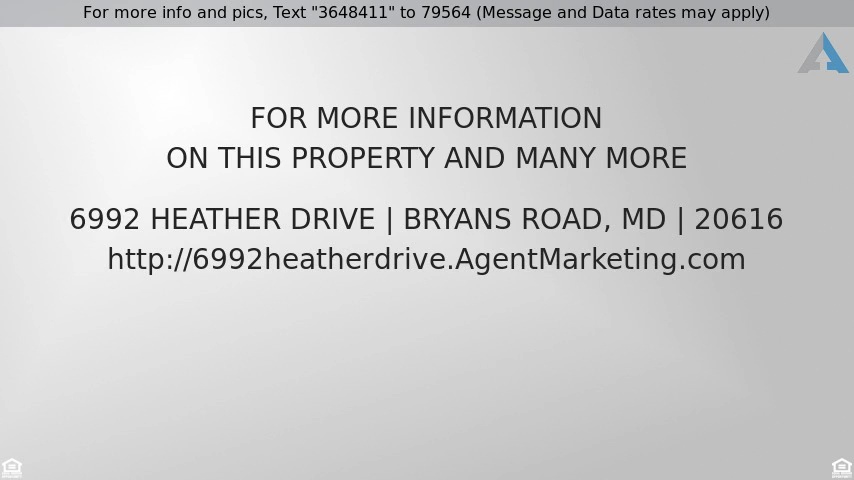 For more info and pics, Text "3648411" to 79564 (Message and Data rates may apply)
FOR MORE INFORMATION
ON THIS PROPERTY AND MANY MORE
6992 HEATHER DRIVE | BRYANS ROAD, MD | 20616
http://6992heatherdrive.AgentMarketing.com